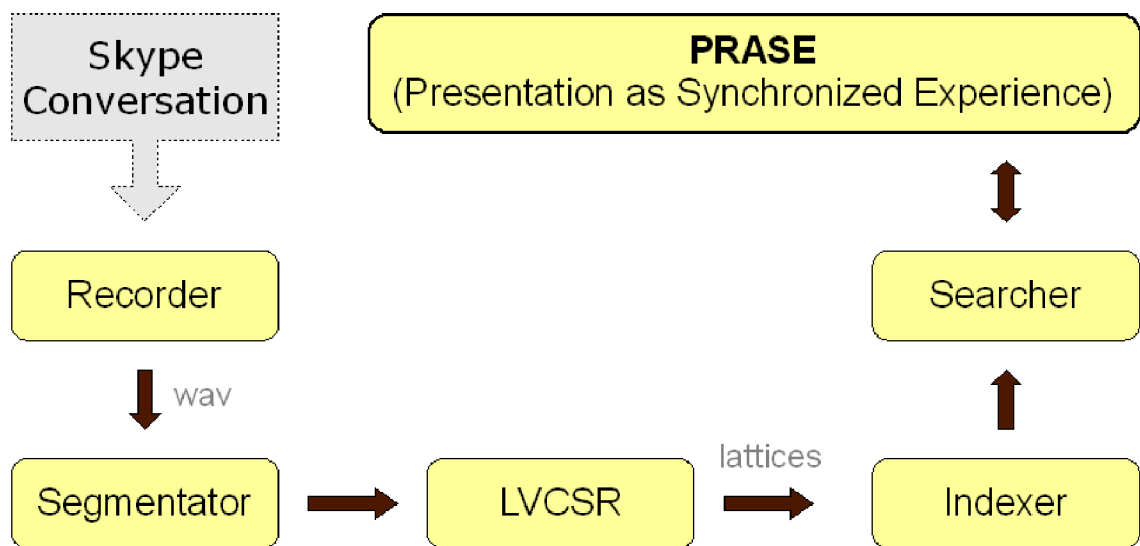 Skype
Conversation
PRASE
(Presentation as Synchronized Experience)
Recorder
Searcher
wav
Segmentator
LVCSR
lattices
Indexer